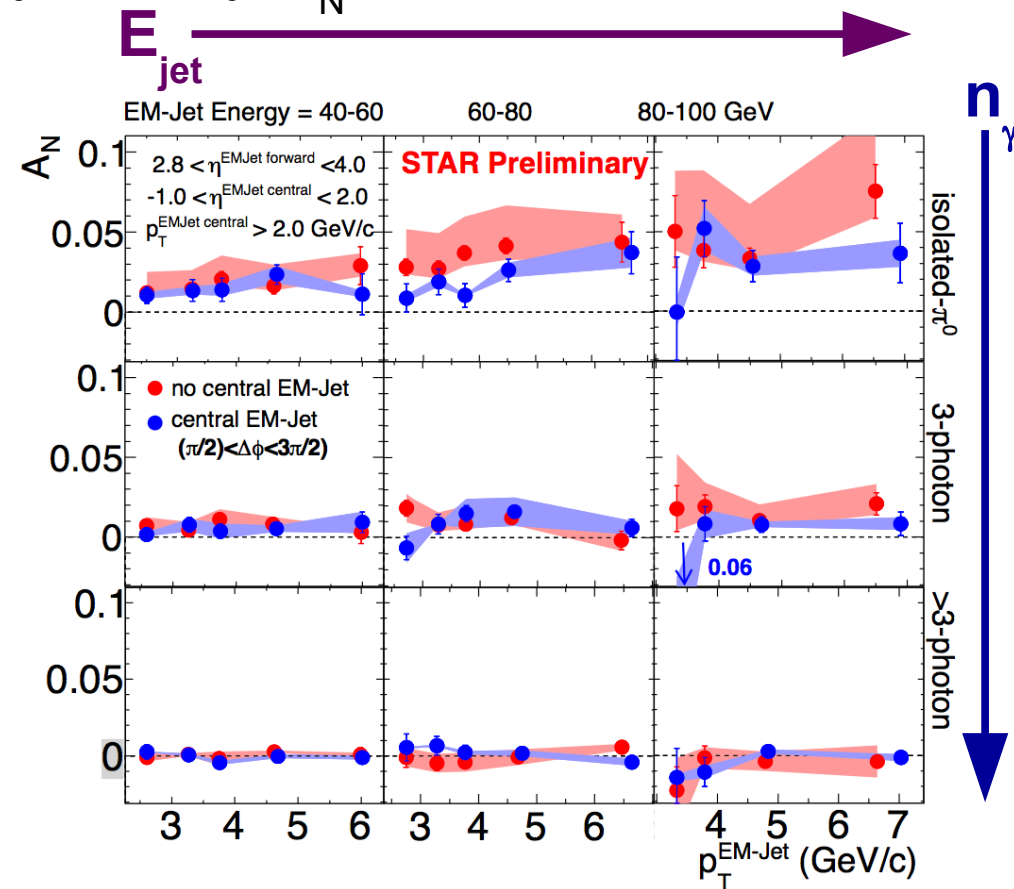 N
E
jet
n
γ
EM-Jet Energy = 40-60 60-80 80-100 GeV
A_N
0.1
0.05
0
2.8 < η^EMJet forward < 4.0
-1.0 < η^EMJet central < 2.0
p_T^EMJet central > 2.0 GeV/c
STAR Preliminary
isolated-π⁰
0.1
0.05
0
no central EM-Jet
central EM-Jet
(π/2)<Δϕ<3π/2)
0.06
3-photon
0.1
0.05
0
>3-photon
3 4 5 6 3 4 5 6 4 5 6 7
p_T^EM-Jet (GeV/c)